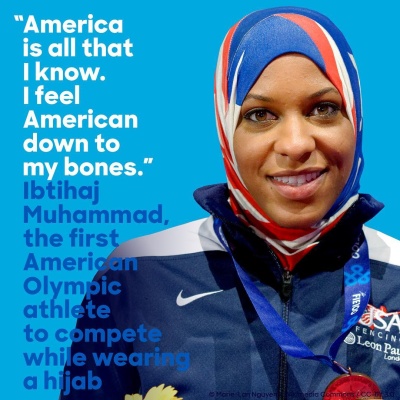 “America
is all that
I know.
I feel
American
down to
my bones.”
Ibtihaj
Muhammad,
the first
American
Olympic
athlete
to compete
while wearing
a hijab
USA
FENCING
Leon Pau